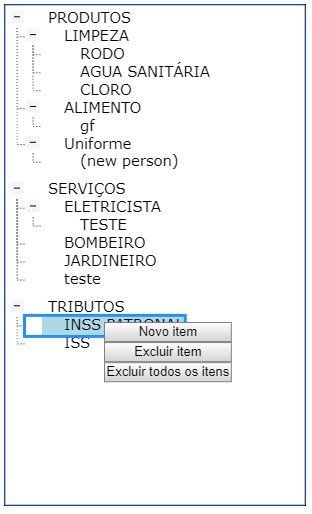 PRODUTOS
LIMPEZA
RODO
AGUA SANITÁRIA
CLORO
ALIMENTO
gf
Uniforme
(new person)
SERVIÇOS
ELETRICISTA
TESTE
BOMBEIRO
JARDINEIRO
teste
TRIBUTOS
INSS PATRONAL
Novo item
ISS
Excluir item
Excluir todos os itens